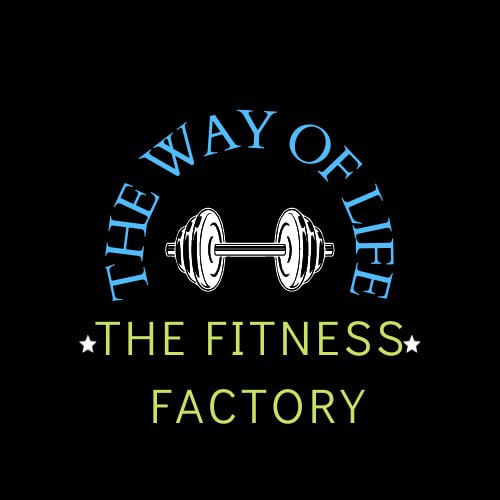 THE WAY OF LIFE
THE FITNESS
FACTORY